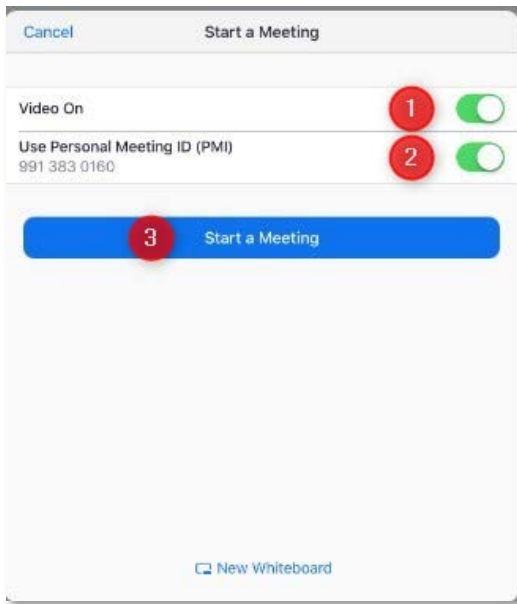 Cancel Start a Meeting
Video On 1
Use Personal Meeting ID (PMI)
991 383 0160 2
3 Start a Meeting
New Whiteboard